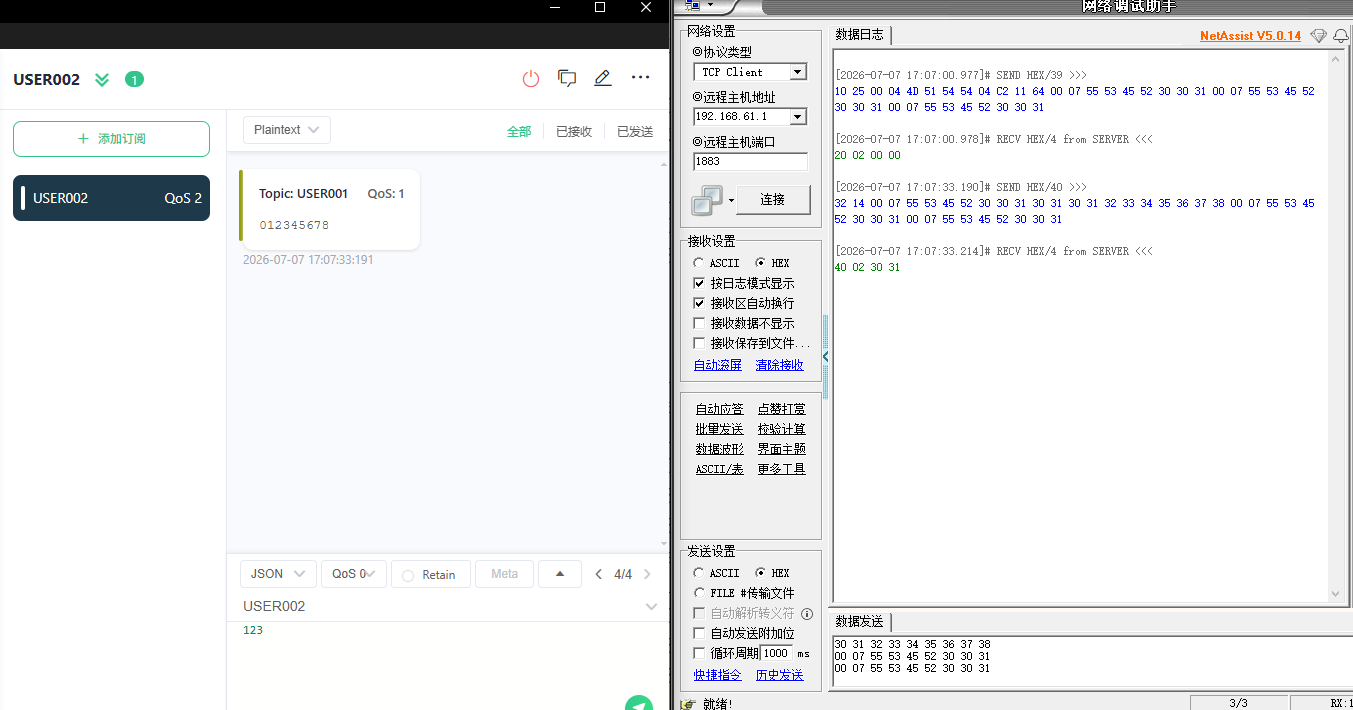 USER002
1
添加订阅
USER002 QoS 2
Plaintext
全部 已接收 已发送
Topic: USER001 QoS: 1
012345678
2026-07-07 17:07:33:191
JSON
QoS 0
Retain
Meta
4/4
USER002
123
网络调试助手
网络设置
协议类型
TCP Client
远程主机地址
192.168.61.1
远程主机端口
1883
连接
接收设置
ASCII HEX
按日志模式显示
接收区自动换行
接收数据不显示
接收保存到文件...
自动滚屏 清除接收
自动应答 点赞打赏
批量发送 校验计算
数据波形 界面主题
ASCII/表 更多工具
发送设置
ASCII HEX
FILE #传输文件
自动解析转义符
自动发送附加位
循环周期 1000 ms
快捷指令 历史发送
数据日志
NetAssist V5.0.14
[2026-07-07 17:07:00.977]# SEND HEX/39 >>>
10 25 00 04 4D 51 54 54 04 C2 11 64 00 07 55 53 45 52 30 30 31 00 07 55 53 45 52
30 30 31 00 07 55 53 45 52 30 30 31
[2026-07-07 17:07:00.978]# RECV HEX/4 from SERVER <<<
20 02 00 00
[2026-07-07 17:07:33.190]# SEND HEX/40 >>>
32 14 00 07 55 53 45 52 30 30 31 30 31 30 31 32 33 34 35 36 37 38 00 07 55 53 45
52 30 30 31 00 07 55 53 45 52 30 30 31
[2026-07-07 17:07:33.214]# RECV HEX/4 from SERVER <<<
40 02 30 31
数据发送
30 31 32 33 34 35 36 37 38
00 07 55 53 45 52 30 30 31
00 07 55 53 45 52 30 30 31
就绪!
3/3
RX:1